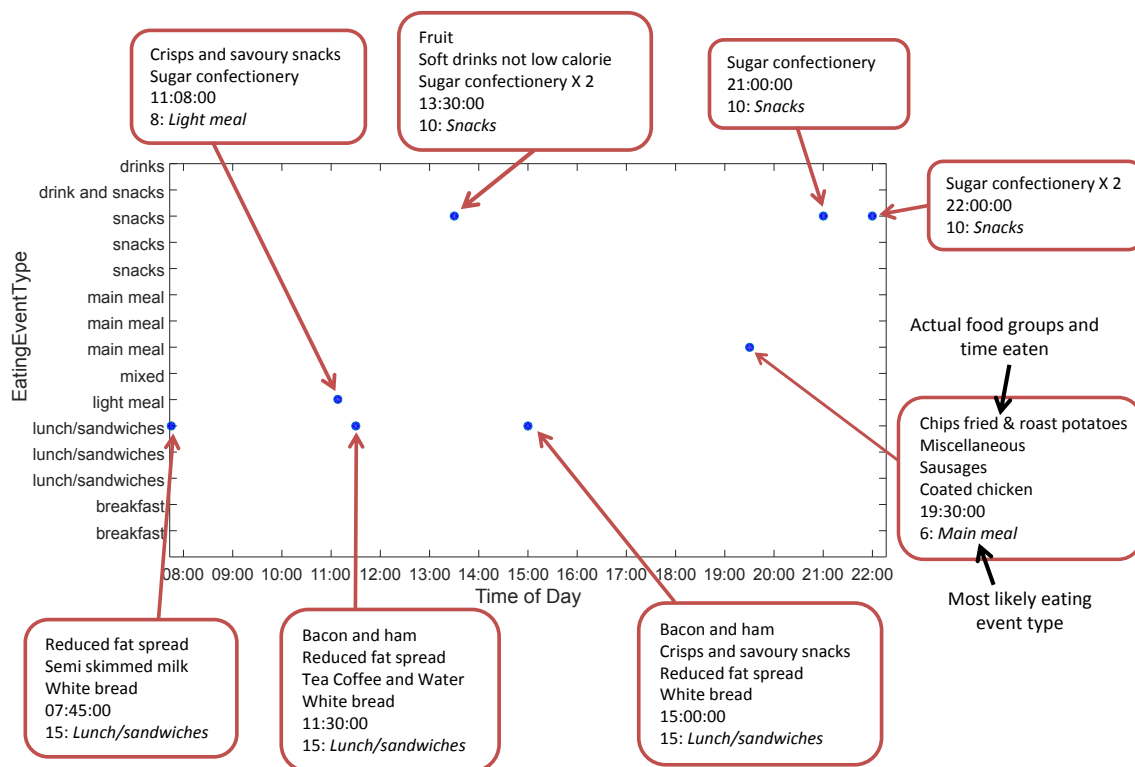 Crisps and savoury snacks
Sugar confectionery
11:08:00
8: Light meal
Fruit
Soft drinks not low calorie
Sugar confectionery X 2
13:30:00
10: Snacks
Sugar confectionery
21:00:00
10: Snacks
Sugar confectionery X 2
22:00:00
10: Snacks
EatingEventType
drinks
drink and snacks
snacks
snacks
snacks
main meal
main meal
main meal
mixed
light meal
lunch/sandwiches
lunch/sandwiches
lunch/sandwiches
breakfast
breakfast
Actual food groups and
time eaten
Chips fried & roast potatoes
Miscellaneous
Sausages
Coated chicken
19:30:00
6: Main meal
Most likely eating
event type
08:00 09:00 10:00 11:00 12:00 13:00 14:00 15:00 16:00 17:00 18:00 19:00 20:00 21:00 22:00
Time of Day
Reduced fat spread
Semi skimmed milk
White bread
07:45:00
15: Lunch/sandwiches
Bacon and ham
Reduced fat spread
Tea Coffee and Water
White bread
11:30:00
15: Lunch/sandwiches
Bacon and ham
Crisps and savoury snacks
Reduced fat spread
White bread
15:00:00
15: Lunch/sandwiches